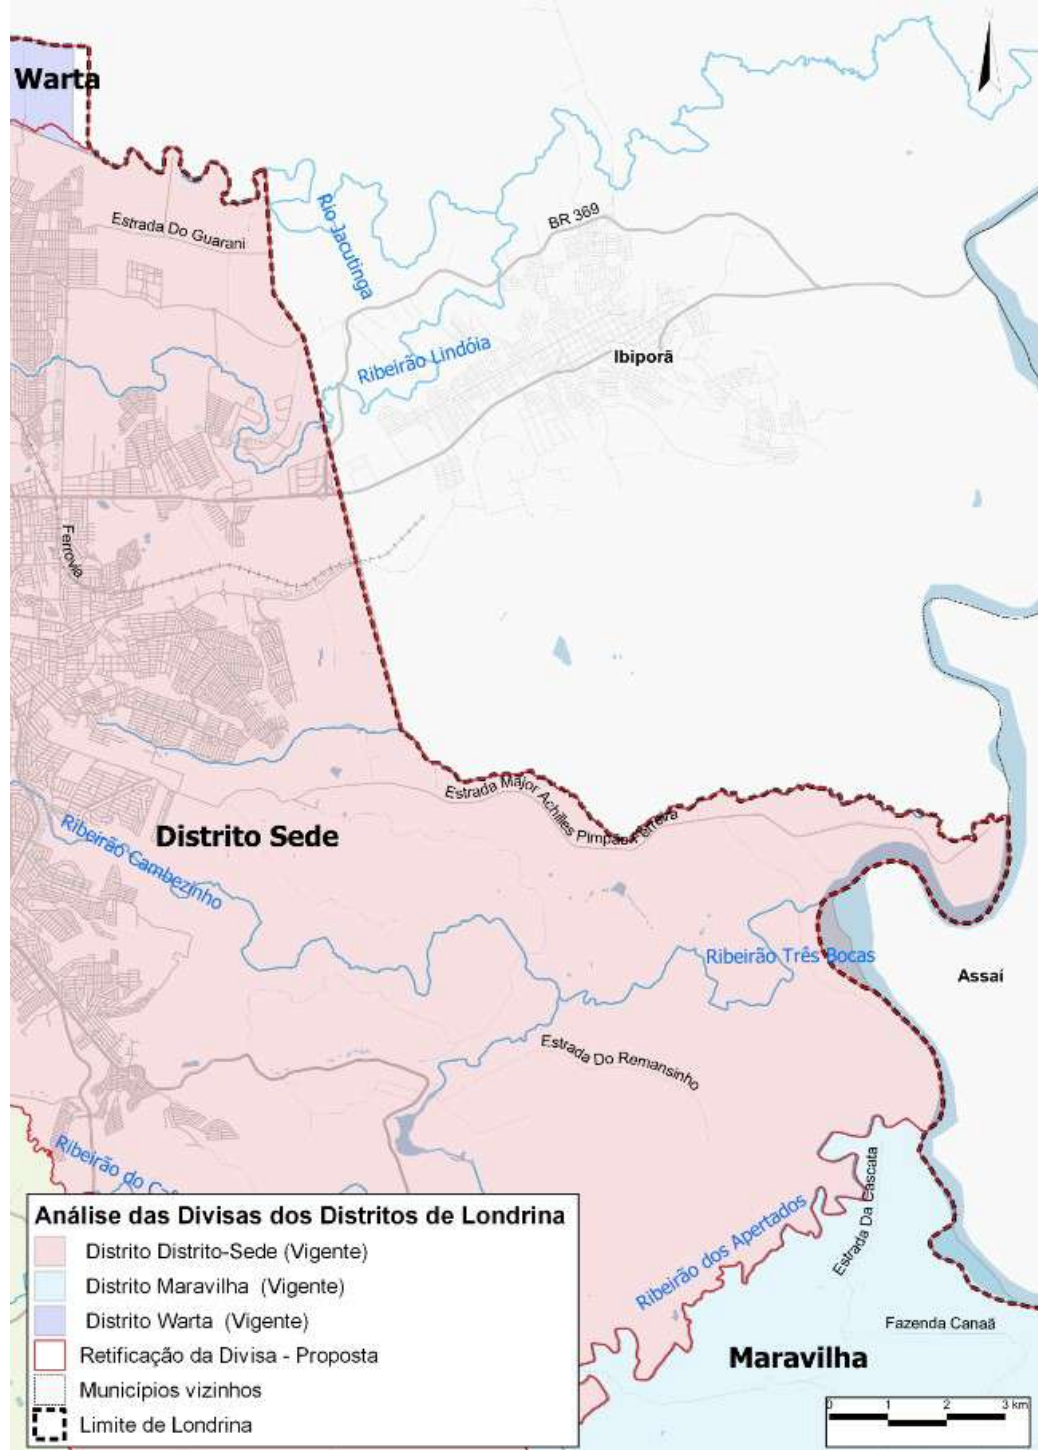 Warta
Estrada Do Guarani
Rio Jacutinga
BR 369
Ribeirão Lindóia
Ibiporã
Ferrovia
Estrada Major Achilles Pimpão Ferreira
Distrito Sede
Ribeirão Cambezinho
Ribeirão Três Bocas
Assaí
Estrada Do Remansinho
Ribeirão do
Estrada Da Cascata
Ribeirão dos Apertados
Fazenda Canaã
Maravilha
Análise das Divisas dos Distritos de Londrina
Distrito Distrito-Sede (Vigente)
Distrito Maravilha (Vigente)
Distrito Warta (Vigente)
Retificação da Divisa - Proposta
Municípios vizinhos
Limite de Londrina
0 1 2 3 km